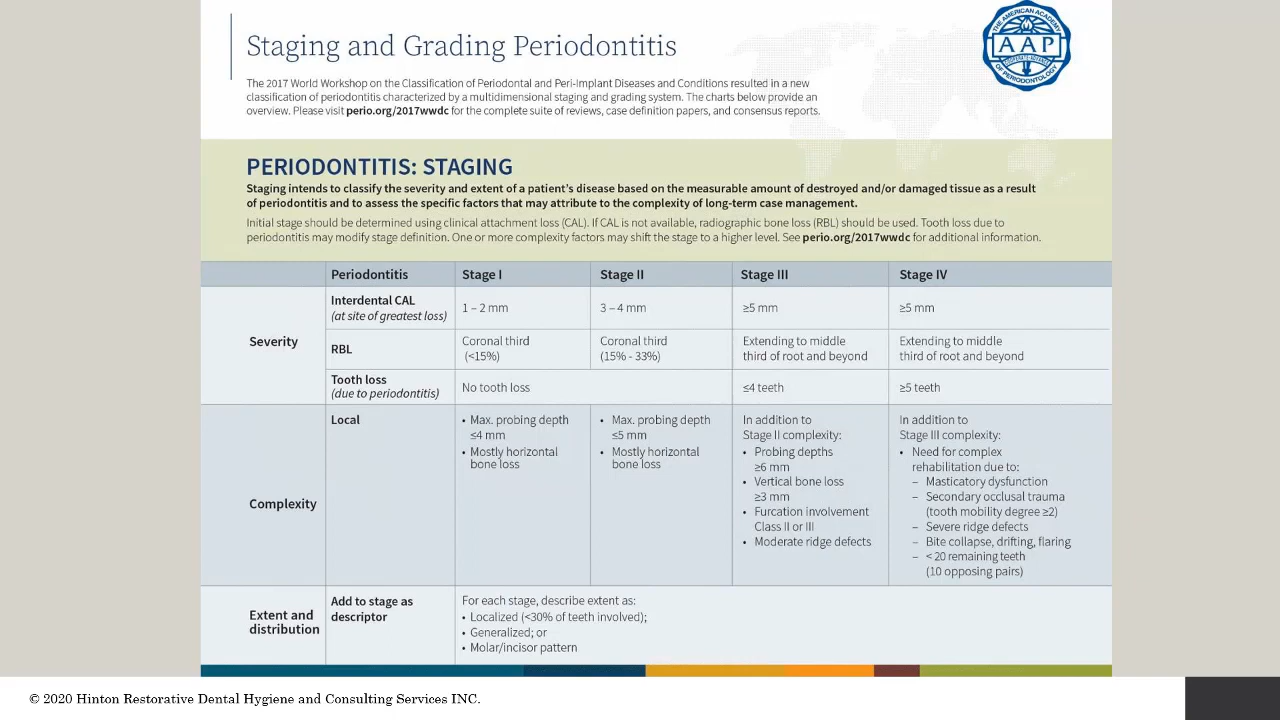 Staging and Grading Periodontitis
THE AMERICAN ACADEMY
AAP
OF PERIODONTOLOGY
The 2017 World Workshop on the Classification of Periodontal and Peri-Implant Diseases and Conditions resulted in a new
classification of periodontitis characterized by a multidimensional staging and grading system. The charts below provide an
overview. Please visit perio.org/2017wwdc for the complete suite of reviews, case definition papers, and consensus reports.
PERIODONTITIS: STAGING
Staging intends to classify the severity and extent of a patient's disease based on the measurable amount of destroyed and/or damaged tissue as a result
of periodontitis and to assess the specific factors that may attribute to the complexity of long-term case management.
Initial stage should be determined using clinical attachment loss (CAL). If CAL is not available, radiographic bone loss (RBL) should be used. Tooth loss due to
periodontitis may modify stage definition. One or more complexity factors may shift the stage to a higher level. See perio.org/2017wwdc for additional information.
Periodontitis Stage I Stage II Stage III Stage IV
Severity
Interdental CAL
(at site of greatest loss)
1 – 2 mm
3 – 4 mm
≥5 mm
≥5 mm
RBL
Coronal third
(<15%)
Coronal third
(15% - 33%)
Extending to middle
third of root and beyond
Extending to middle
third of root and beyond
Tooth loss
(due to periodontitis)
No tooth loss
≤4 teeth
≥5 teeth
Complexity
Local
• Max. probing depth
≤4 mm
• Mostly horizontal
bone loss
• Max. probing depth
≤5 mm
• Mostly horizontal
bone loss
In addition to
Stage II complexity:
• Probing depths
≥6 mm
• Vertical bone loss
≥3 mm
• Furcation involvement
Class II or III
• Moderate ridge defects
In addition to
Stage III complexity:
• Need for complex
rehabilitation due to:
– Masticatory dysfunction
– Secondary occlusal trauma
(tooth mobility degree ≥2)
– Severe ridge defects
– Bite collapse, drifting, flaring
– < 20 remaining teeth
(10 opposing pairs)
Extent and
distribution
Add to stage as
descriptor
For each stage, describe extent as:
• Localized (<30% of teeth involved);
• Generalized; or
• Molar/incisor pattern
© 2020 Hinton Restorative Dental Hygiene and Consulting Services INC.